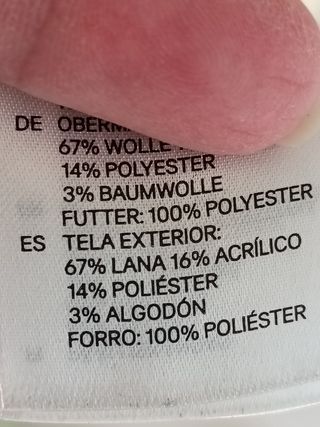 DE
67% WOLLE
14% POLYESTER
3% BAUMWOLLE
FUTTER: 100% POLYESTER
ES TELA EXTERIOR:
67% LANA 16% ACRÍLICO
14% POLIÉSTER
3% ALGODÓN
FORRO: 100% POLIÉSTER